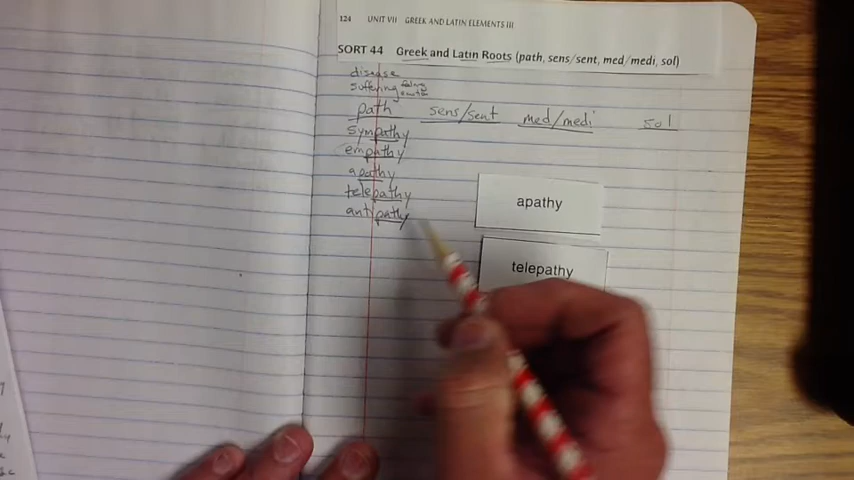 124 UNIT VII GREEK AND LATIN ELEMENTS III
SORT 44 Greek and Latin Roots (path, sens/sent, med/medi, sol)
disease
suffering
path sens/sent med/medi sol
sympathy
empathy
apathy
telepathy
antipathy
apathy
telepathy